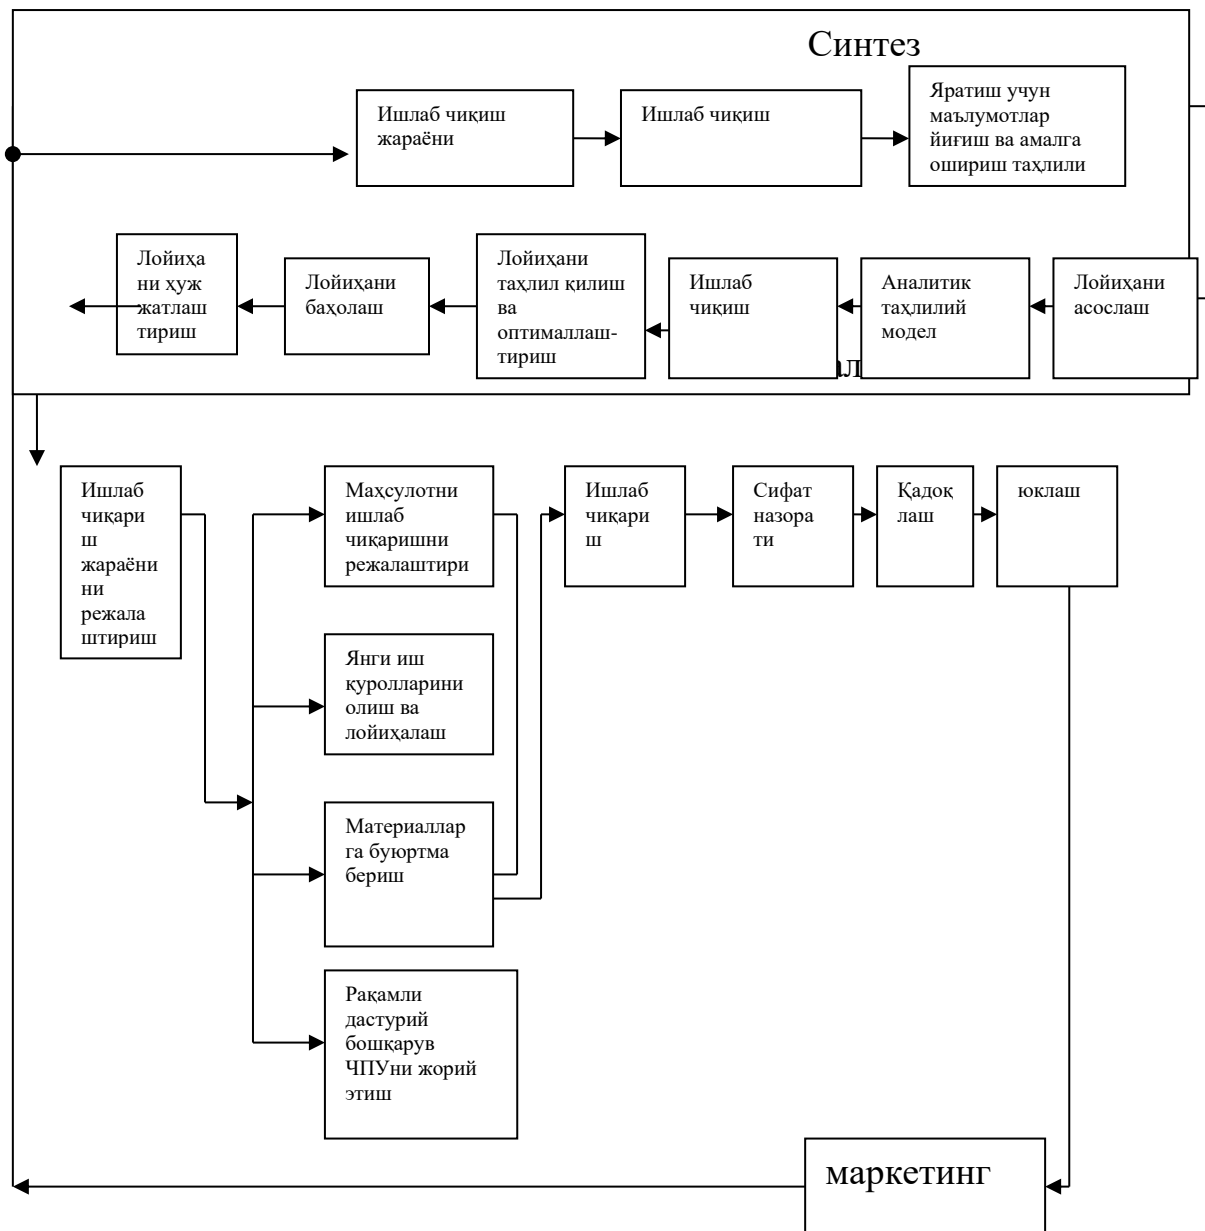 Синтез
Ишлаб чиқиш
жараёни
Ишлаб чиқиш
Яратиш учун
маълумотлар
йиғиш ва амалга
ошириш таҳлили
Лойиҳа
ни ҳуж
жатлаш
тириш
Лойиҳани
баҳолаш
Лойиҳани
таҳлил қилиш
ва
оптималлаш-
тириш
Ишлаб
чиқиш
Аналитик
таҳлилий
модел
Лойиҳани
асослаш
Ишлаб
чиқари
ш
жараёни
ни
режала
штириш
Маҳсулотни
ишлаб
чиқаришни
режалаштири
Ишлаб
чиқари
ш
Сифат
назора
ти
Қадоқ
лаш
юклаш
Янги иш
қуролларини
олиш ва
лойиҳалаш
Материаллар
га буюртма
бериш
Рақамли
дастурий
бошқарув
ЧПУни жорий
этиш
маркетинг